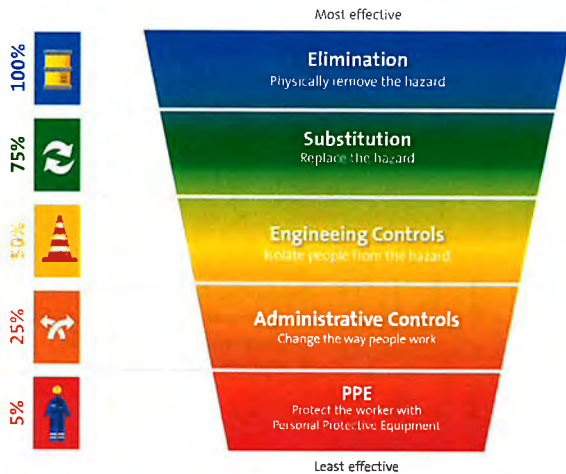 Most effective
100%
Elimination
Physically remove the hazard
75%
Substitution
Replace the hazard
50%
Engineeing Controls
Isolate people from the hazard
25%
Administrative Controls
Change the way people work
5%
PPE
Protect the worker with
Personal Protective Equipment
Least effective